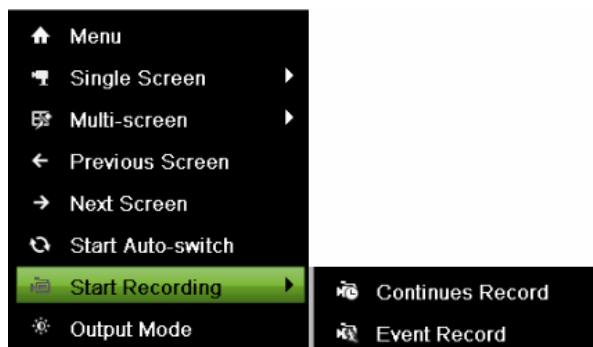 Menu
Single Screen
Multi-screen
Previous Screen
Next Screen
Start Auto-switch
Start Recording
Output Mode
Continues Record
Event Record